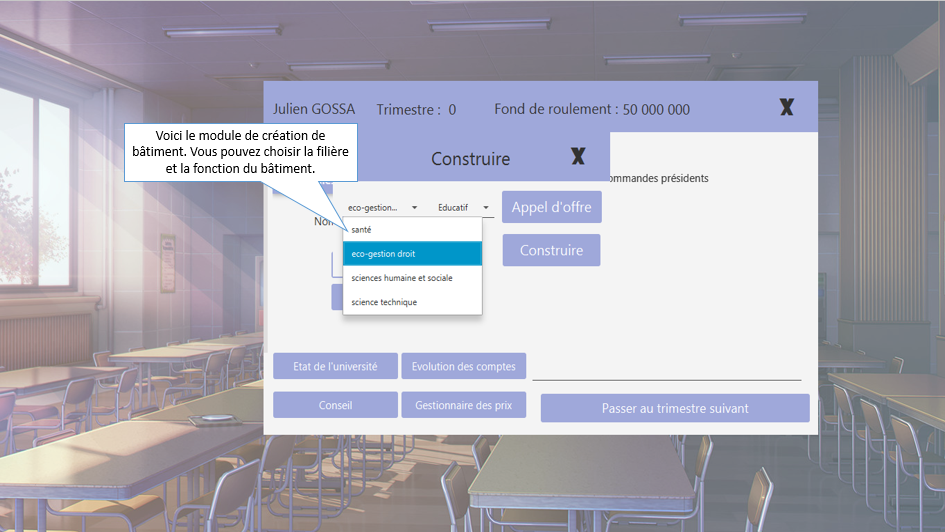 Julien GOSSA Trimestre : 0 Fond de roulement : 50 000 000 X
Voici le module de création de
bâtiment. Vous pouvez choisir la filière
et la fonction du bâtiment.
Construire X
ommandes présidents
eco-gestion... Educatif Appel d'offre
Nom
santé
eco-gestion droit Construire
sciences humaine et sociale
science technique
Etat de l'université Evolution des comptes
Conseil Gestionnaire des prix Passer au trimestre suivant